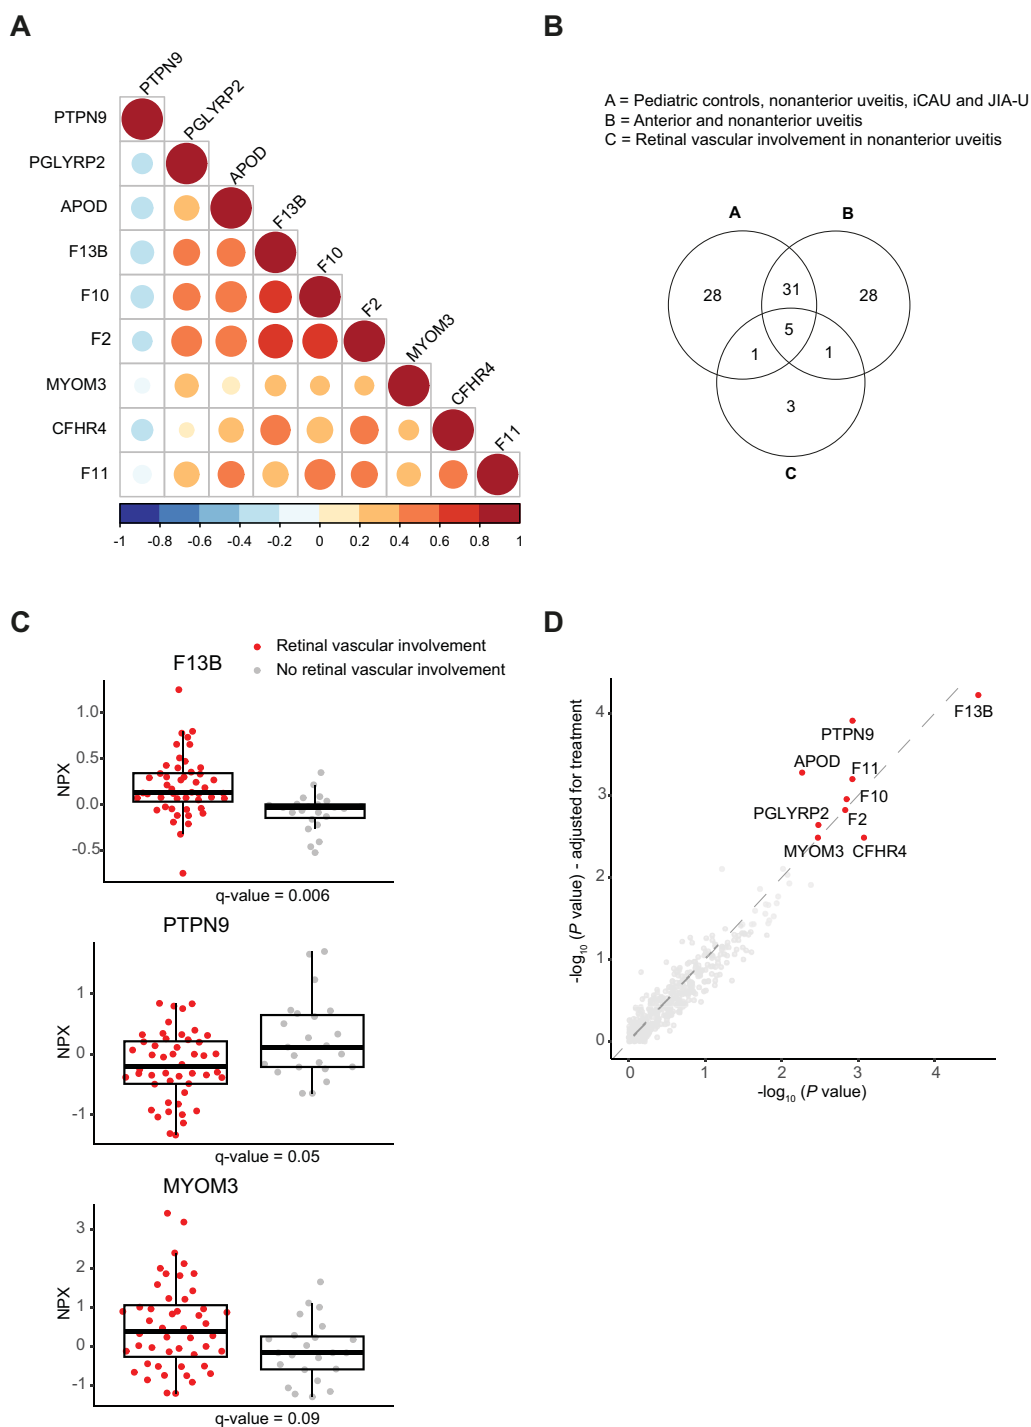 A
PTPN9
PGLYRP2
APOD
F13B
F10
F2
MYOM3
CFHR4
F11
PTPN9
PGLYRP2
APOD
F13B
F10
F2
MYOM3
CFHR4
F11
-1 -0.8 -0.6 -0.4 -0.2 0 0.2 0.4 0.6 0.8 1
B
A = Pediatric controls, nonanterior uveitis, iCAU and JIA-U
B = Anterior and nonanterior uveitis
C = Retinal vascular involvement in nonanterior uveitis
A B
28 31 28
5
1 1
3
C
C
Retinal vascular involvement
No retinal vascular involvement
F13B
NPX
1.0
0.5
0.0
-0.5
q-value = 0.006
PTPN9
NPX
1
0
-1
q-value = 0.05
MYOM3
NPX
3
2
1
0
-1
q-value = 0.09
D
-log10 (P value) - adjusted for treatment
4
3
2
1
0
F13B
PTPN9
APOD
F11
F10
PGLYRP2
F2
MYOM3 CFHR4
0 1 2 3 4
-log10 (P value)